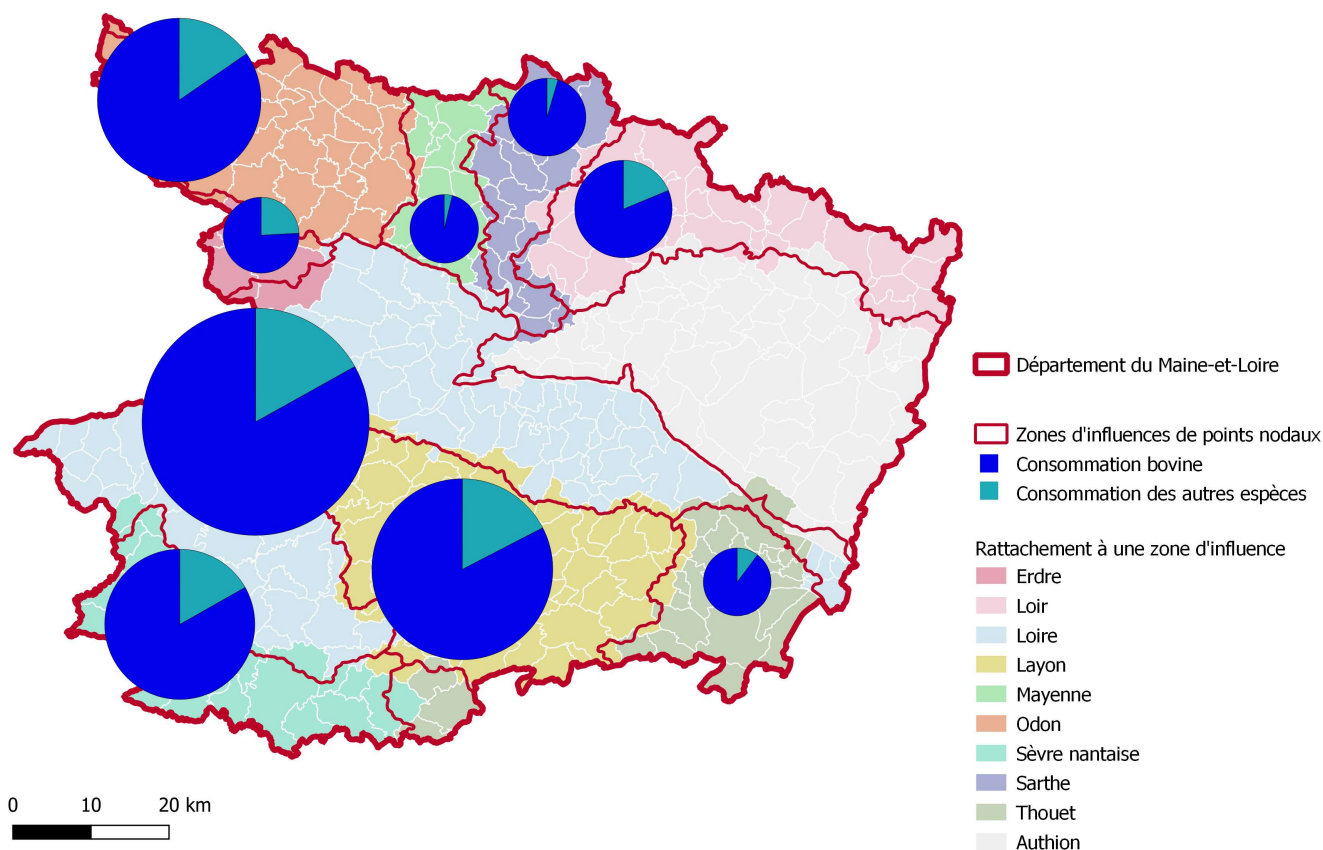 Département du Maine-et-Loire
Zones d'influences de points nodaux
Consommation bovine
Consommation des autres espèces
Rattachement à une zone d'influence
Erdre
Loir
Loire
Layon
Mayenne
Odon
Sèvre nantaise
Sarthe
Thouet
Authion
0 10 20 km